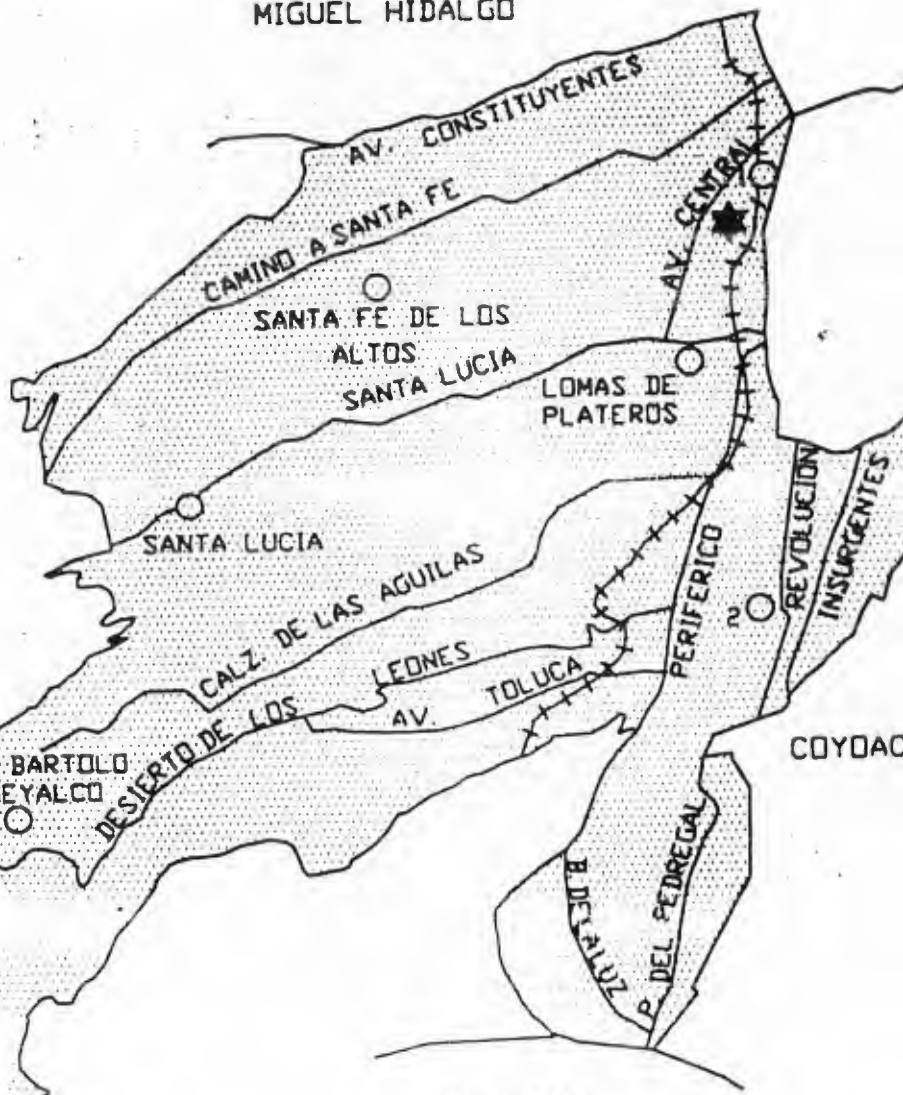 MIGUEL HIDALGO
AV. CONSTITUYENTES
CAMINO A SANTA FE
AV. CENTRAL
1
SANTA FE DE LOS
ALTOS
SANTA LUCIA
LOMAS DE
PLATEROS
SANTA LUCIA
REVOLUCION
INSURGENTES
PERIFERICO
2
CALZ. DE LAS AGUILAS
DESIERTO DE LOS LEONES
AV. TOLUCA
BARTOLO
EYALCO
COYOAC
B. DE LA LUZ
P. DEL PEDREGAL